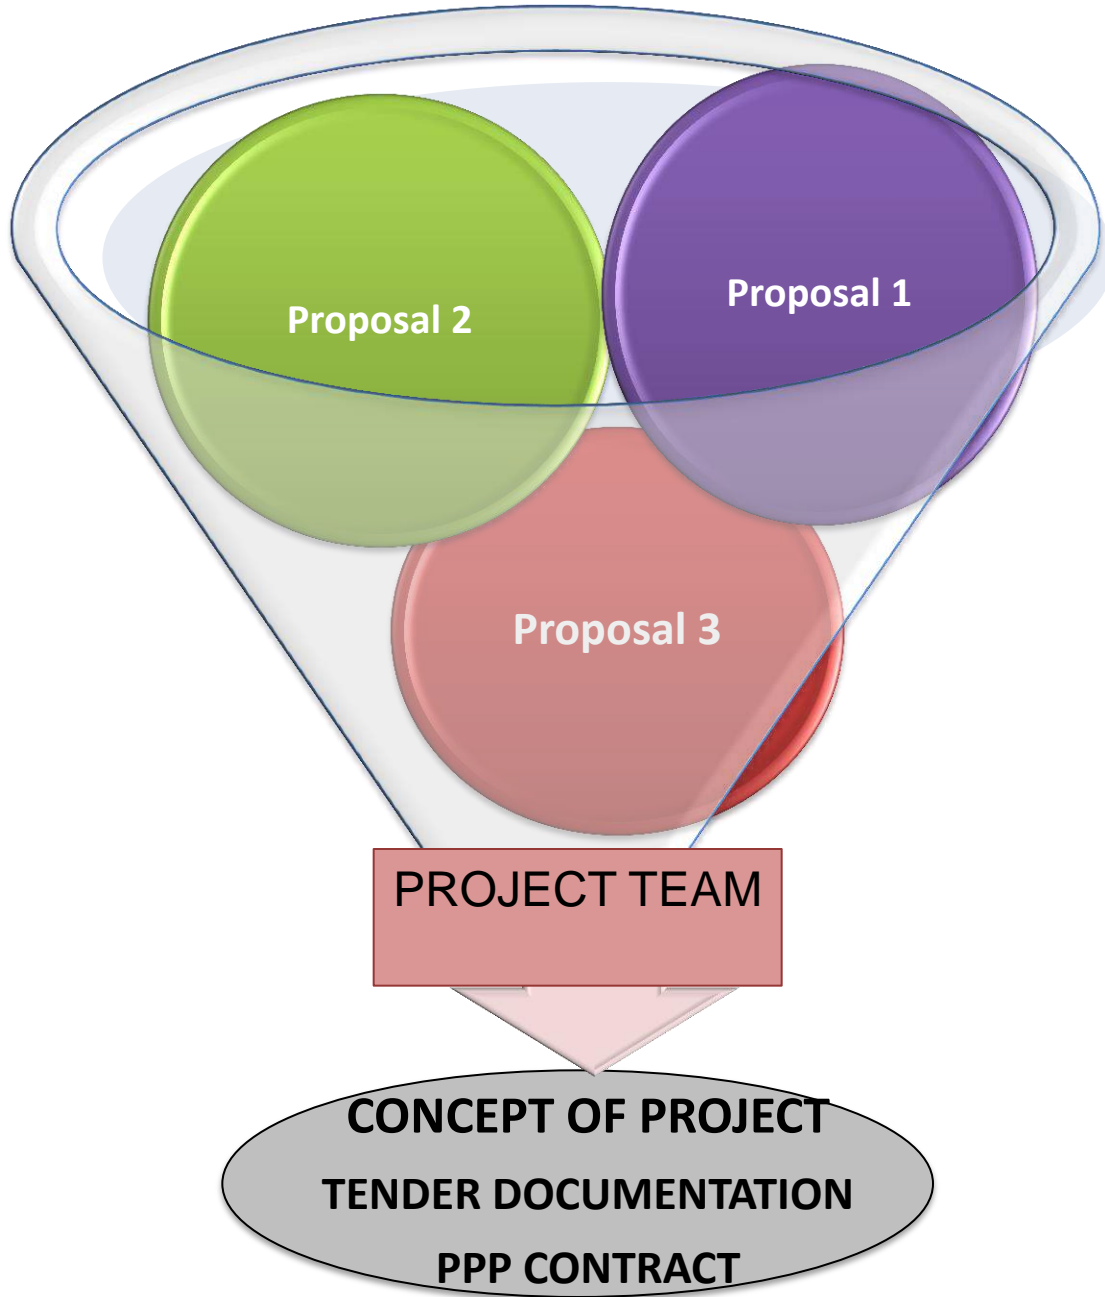 Proposal 2
Proposal 1
Proposal 3
PROJECT TEAM
CONCEPT OF PROJECT
TENDER DOCUMENTATION
PPP CONTRACT